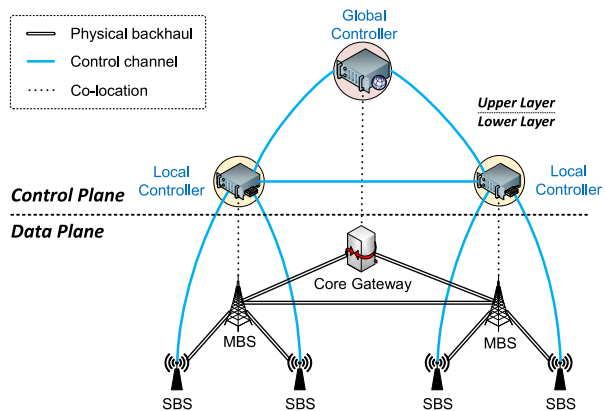 Physical backhaul
Control channel
Co-location
Global
Controller
Upper Layer
Lower Layer
Local
Controller
Local
Controller
Control Plane
Data Plane
Core Gateway
MBS
MBS
SBS
SBS
SBS
SBS